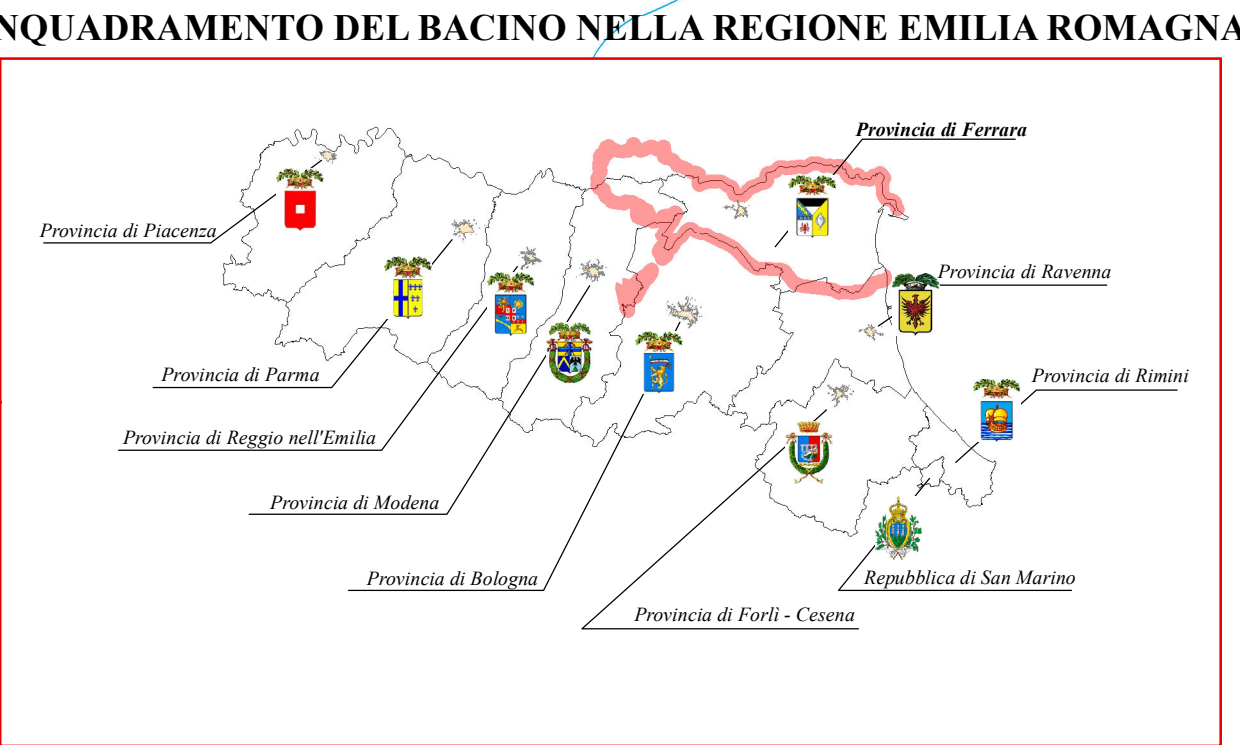 NQUADRAMENTO DEL BACINO NELLA REGIONE EMILIA ROMAGNA
Provincia di Ferrara
Provincia di Piacenza
Provincia di Ravenna
Provincia di Parma
Provincia di Rimini
Provincia di Reggio nell'Emilia
Provincia di Modena
Provincia di Bologna
Repubblica di San Marino
Provincia di Forlì - Cesena